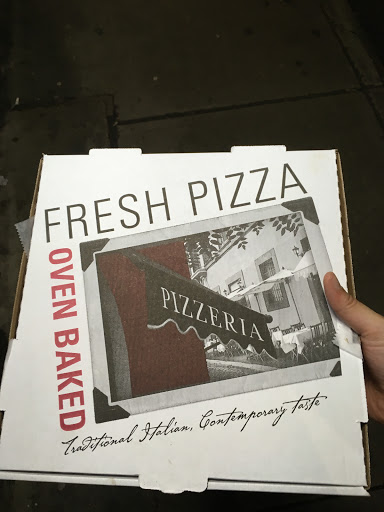 FRESH PIZZA
OVEN BAKED
PIZZERIA
Traditional Italian, Contemporary taste